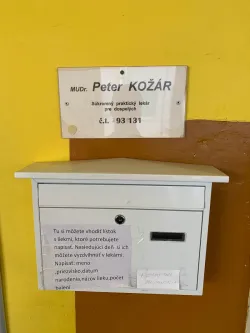 MUDr. Peter KOŽÁR
Súkromný praktický lekár
pre dospelých
č.t. 93 131
Tu si môžete vhodiť lístok
s liekmi, ktoré potrebujete
napísať. Nasledujúci deň si ich
môžete vyzdvihnúť v lekárni.
Napísať: meno
,priezvisko,dátum
narodenia,názov lieku,počet
balení